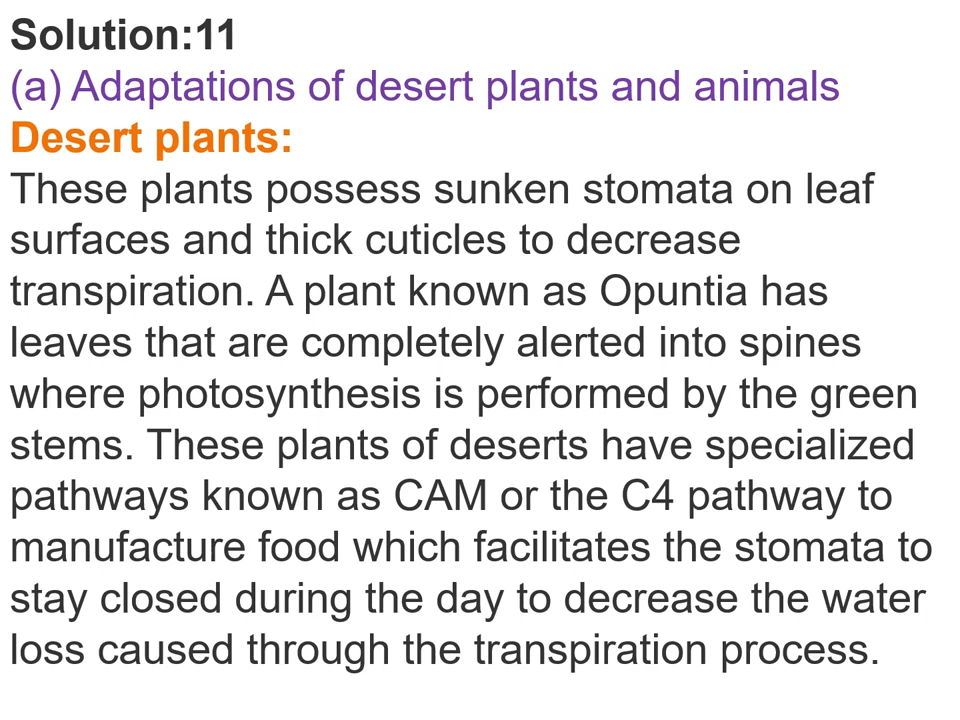 Solution:11
(a) Adaptations of desert plants and animals
Desert plants:
These plants possess sunken stomata on leaf
surfaces and thick cuticles to decrease
transpiration. A plant known as Opuntia has
leaves that are completely alerted into spines
where photosynthesis is performed by the green
stems. These plants of deserts have specialized
pathways known as CAM or the C4 pathway to
manufacture food which facilitates the stomata to
stay closed during the day to decrease the water
loss caused through the transpiration process.